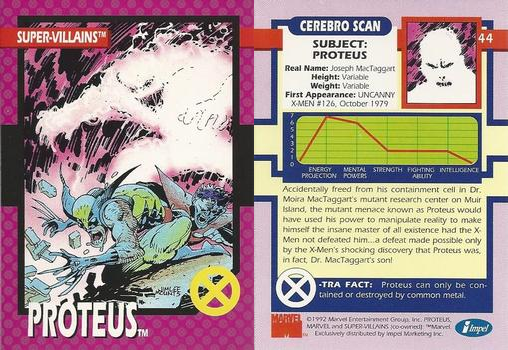 SUPER-VILLAINS™
JIM LEE
MOUNTS
PROTEUS™
CEREBRO SCAN
44
SUBJECT:
PROTEUS
Real Name: Joseph MacTaggart
Height: Variable
Weight: Variable
First Appearance: UNCANNY
X-MEN #126, October 1979
7
6
5
4
3
2
1
0
ENERGY PROJECTION
MENTAL POWERS
STRENGTH
FIGHTING ABILITY
INTELLIGENCE
Accidentally freed from his containment cell in Dr.
Moira MacTaggart's mutant research center on Muir
Island, the mutant menace known as Proteus would
have used his power to manipulate reality to make
himself the insane master of all existence had the X-
Men not defeated him...a defeat made possible only
by the X-Men's shocking discovery that Proteus was,
in fact, Dr. MacTaggart's son!
X-TRA FACT: Proteus can only be con-
tained or destroyed by common metal.
MARVEL
©1992 Marvel Entertainment Group, Inc. PROTEUS,
MARVEL and SUPER-VILLAINS (co-owned): ™Marvel.
Exclusively distributed by Impel Marketing Inc.
Impel